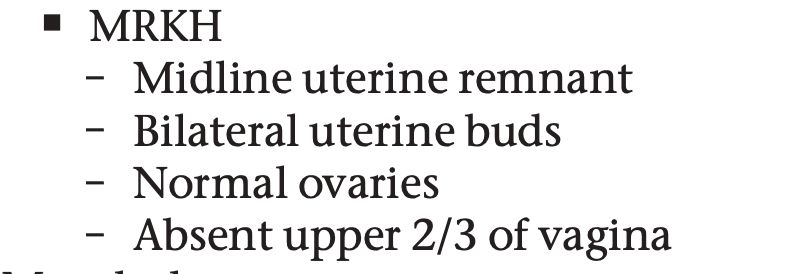 ▪ MRKH
– Midline uterine remnant
– Bilateral uterine buds
– Normal ovaries
– Absent upper 2/3 of vagina